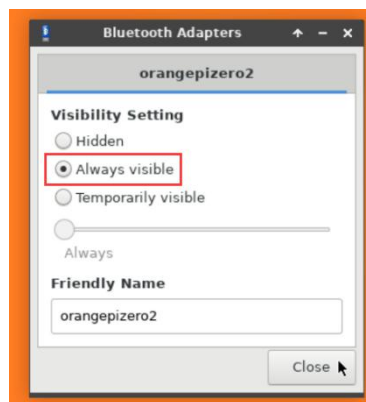 Bluetooth Adapters
orangepizero2
Visibility Setting
Hidden
Always visible
Temporarily visible
Always
Friendly Name
orangepizero2
Close